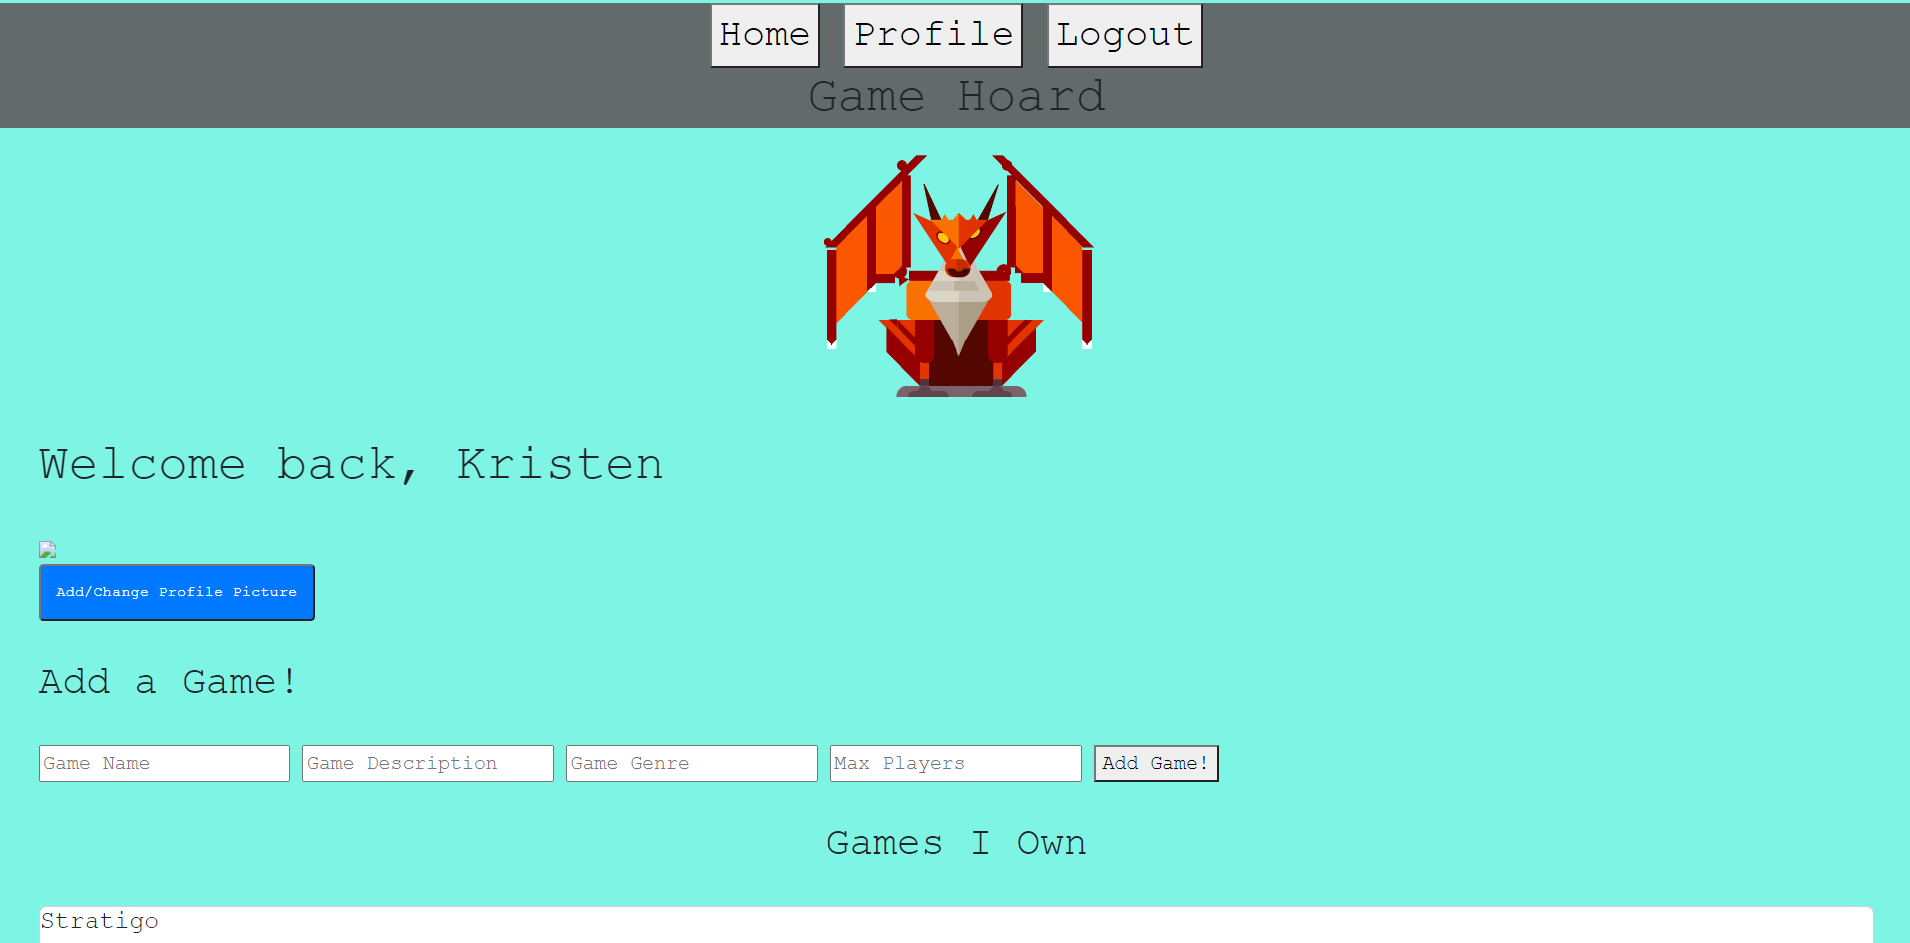 Home Profile Logout
Game Hoard
Welcome back, Kristen
Add/Change Profile Picture
Add a Game!
Game Name Game Description Game Genre Max Players Add Game!
Games I Own
Stratigo